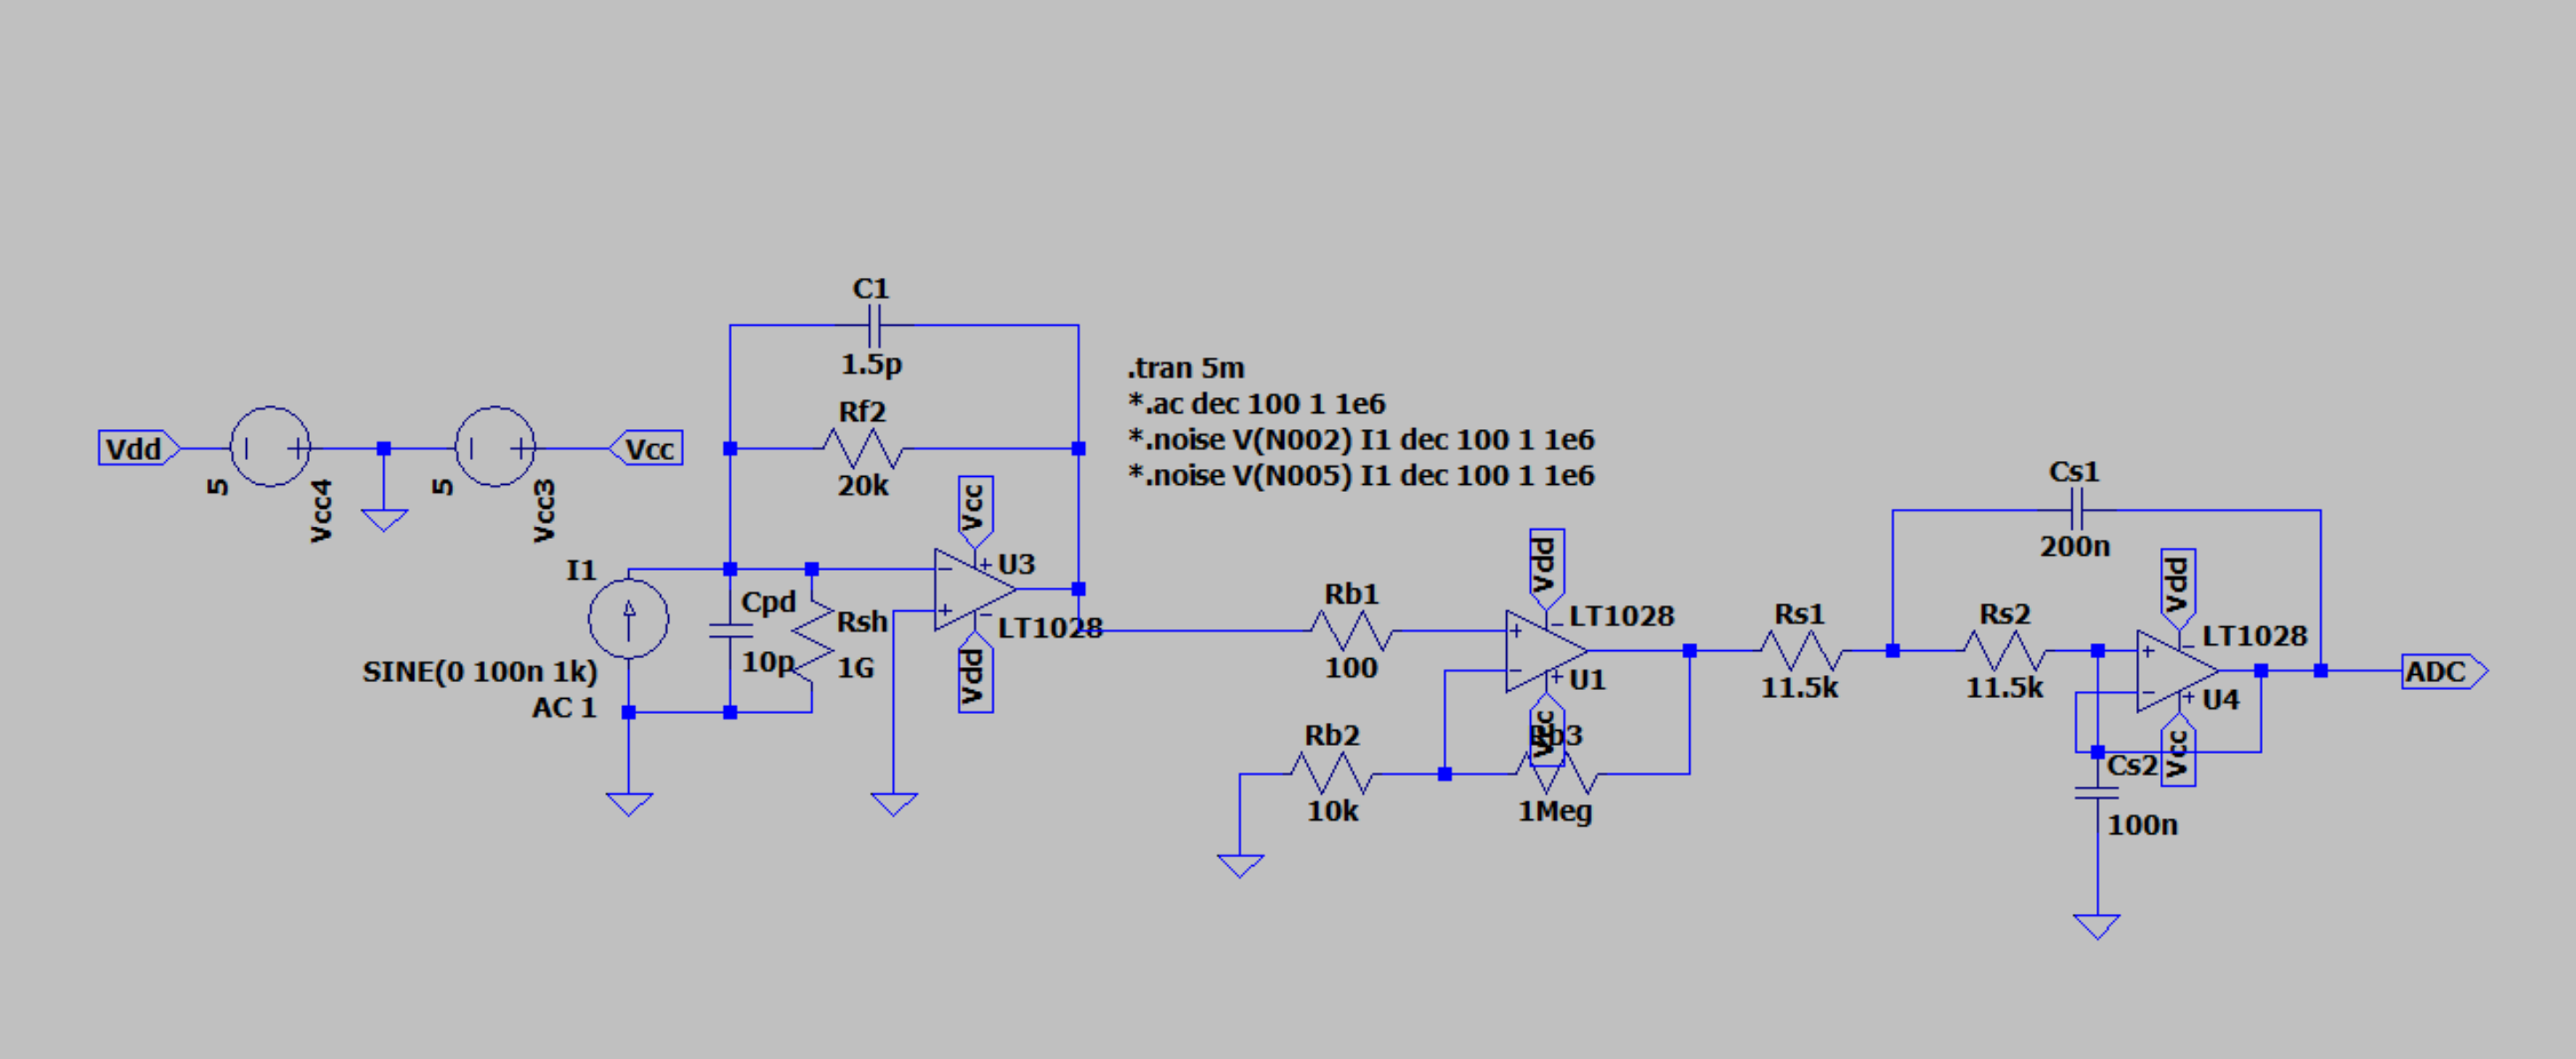 C1
1.5p
Rf2
20k
.tran 5m
*.ac dec 100 1 1e6
*.noise V(N002) I1 dec 100 1 1e6
*.noise V(N005) I1 dec 100 1 1e6
Vdd
5
Vcc4
5
Vcc3
Vcc
I1
SINE(0 100n 1k)
AC 1
Cpd
10p
Rsh
1G
Vcc
U3
LT1028
Vdd
Rb1
100
Vdd
LT1028
U1
Vcc
Rb2
10k
Rb3
1Meg
Rs1
11.5k
Cs1
200n
Rs2
11.5k
Vdd
LT1028
U4
Vcc
Cs2
100n
ADC